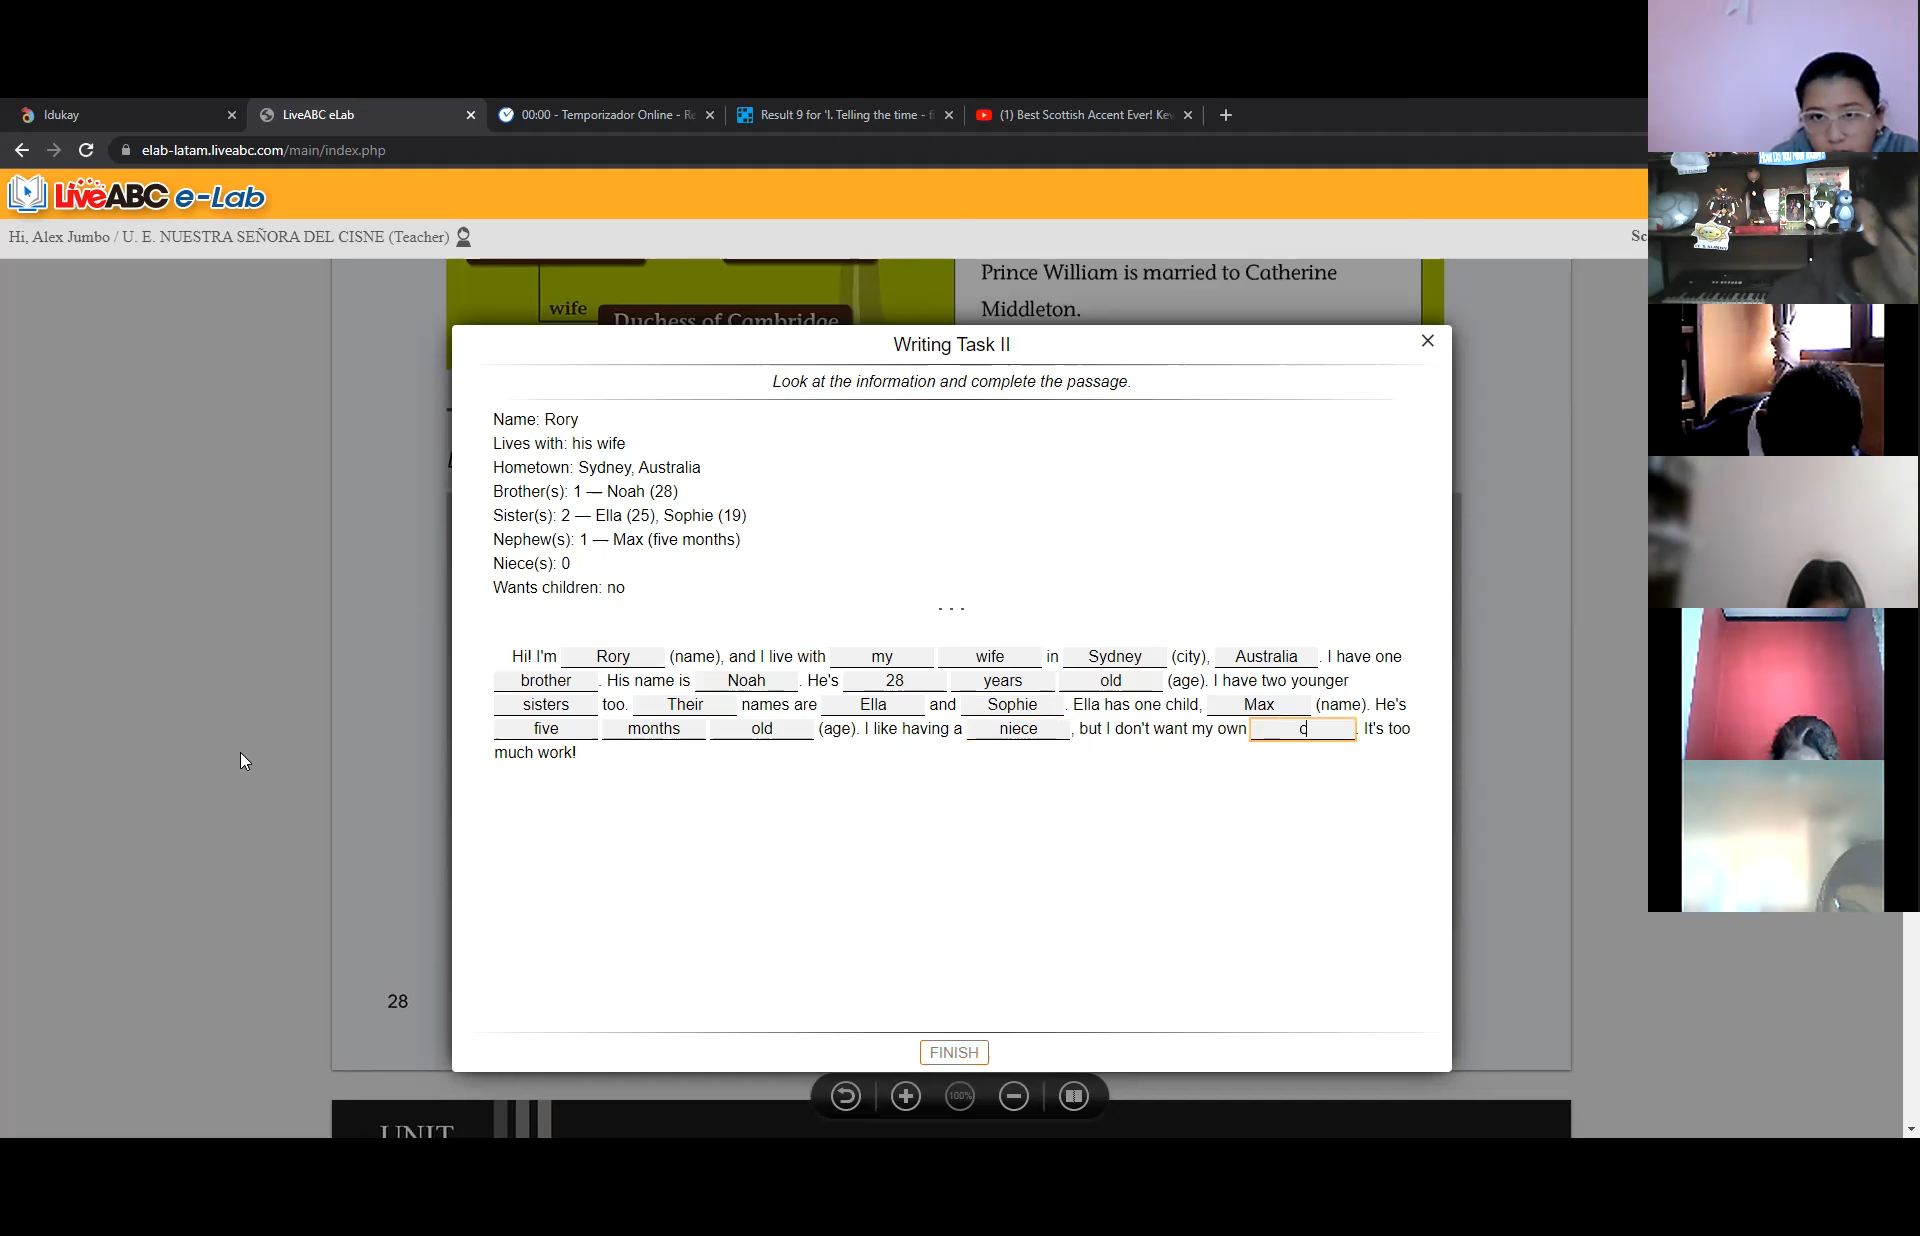 Idukay
LiveABC eLab
00:00 - Temporizador Online - Re
Result 9 for 'I. Telling the time - fi
(1) Best Scottish Accent Ever! Kev
elab-latam.liveabc.com/main/index.php
LiveABC e-Lab
Hi, Alex Jumbo / U. E. NUESTRA SEÑORA DEL CISNE (Teacher)
Sc
wife
Duchess of Cambridge
Prince William is married to Catherine
Middleton.
Writing Task II
Look at the information and complete the passage.
Name: Rory
Lives with: his wife
Hometown: Sydney, Australia
Brother(s): 1 — Noah (28)
Sister(s): 2 — Ella (25), Sophie (19)
Nephew(s): 1 — Max (five months)
Niece(s): 0
Wants children: no
- - -
Hi! I'm Rory (name), and I live with my wife in Sydney (city), Australia . I have one
brother . His name is Noah . He's 28 years old (age). I have two younger
sisters too. Their names are Ella and Sophie . Ella has one child, Max (name). He's
five months old (age). I like having a niece , but I don't want my own c . It's too
much work!
28
FINISH
100%
UNIT